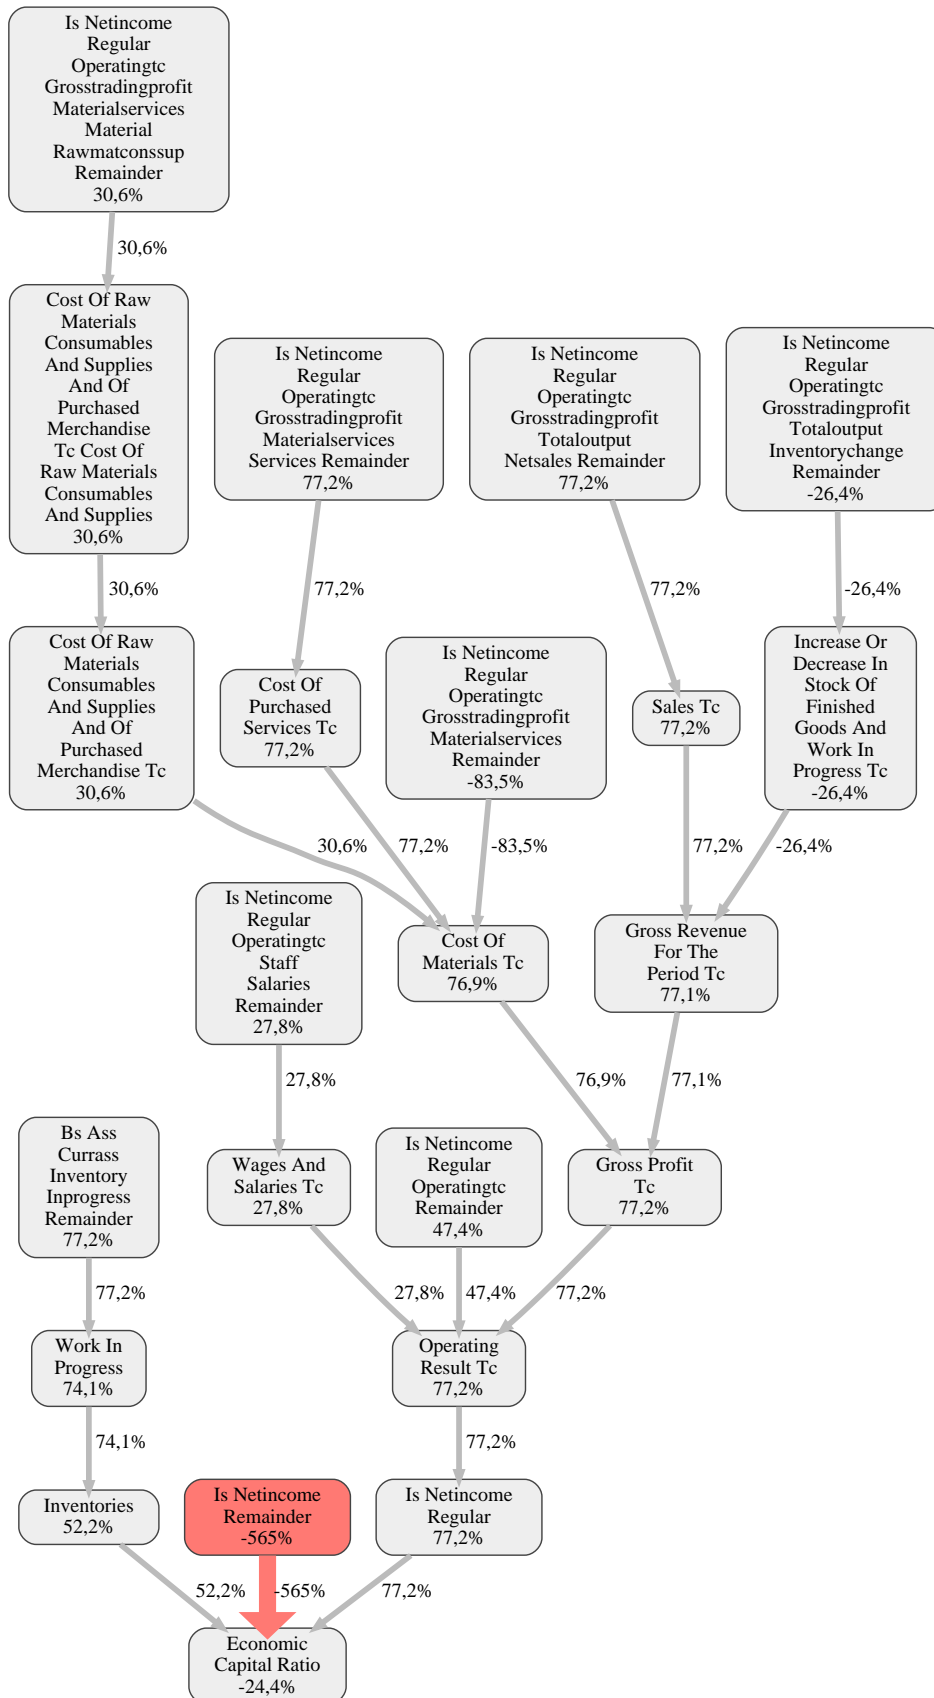 Is Netincome
Regular
Operatingtc
Grosstradingprofit
Materialservices
Material
Rawmatconssup
Remainder
30,6%
30,6%
Cost Of Raw
Materials
Consumables
And Supplies
And Of
Purchased
Merchandise
Tc Cost Of
Raw Materials
Consumables
And Supplies
30,6%
Is Netincome
Regular
Operatingtc
Grosstradingprofit
Materialservices
Services Remainder
77,2%
Is Netincome
Regular
Operatingtc
Grosstradingprofit
Totaloutput
Netsales Remainder
77,2%
Is Netincome
Regular
Operatingtc
Grosstradingprofit
Totaloutput
Inventorychange
Remainder
-26,4%
30,6%
77,2%
77,2%
-26,4%
Cost Of Raw
Materials
Consumables
And Supplies
And Of
Purchased
Merchandise Tc
30,6%
Cost Of
Purchased
Services Tc
77,2%
Is Netincome
Regular
Operatingtc
Grosstradingprofit
Materialservices
Remainder
-83,5%
Sales Tc
77,2%
Increase Or
Decrease In
Stock Of
Finished
Goods And
Work In
Progress Tc
-26,4%
30,6%
77,2%
-83,5%
77,2%
-26,4%
Is Netincome
Regular
Operatingtc
Staff
Salaries
Remainder
27,8%
Cost Of
Materials Tc
76,9%
Gross Revenue
For The
Period Tc
77,1%
27,8%
76,9%
77,1%
Bs Ass
Currass
Inventory
Inprogress
Remainder
77,2%
Wages And
Salaries Tc
27,8%
Is Netincome
Regular
Operatingtc
Remainder
47,4%
Gross Profit
Tc
77,2%
77,2%
27,8%
47,4%
77,2%
Work In
Progress
74,1%
Operating
Result Tc
77,2%
74,1%
77,2%
Inventories
52,2%
Is Netincome
Remainder
-565%
Is Netincome
Regular
77,2%
52,2%
-565%
77,2%
Economic
Capital Ratio
-24,4%